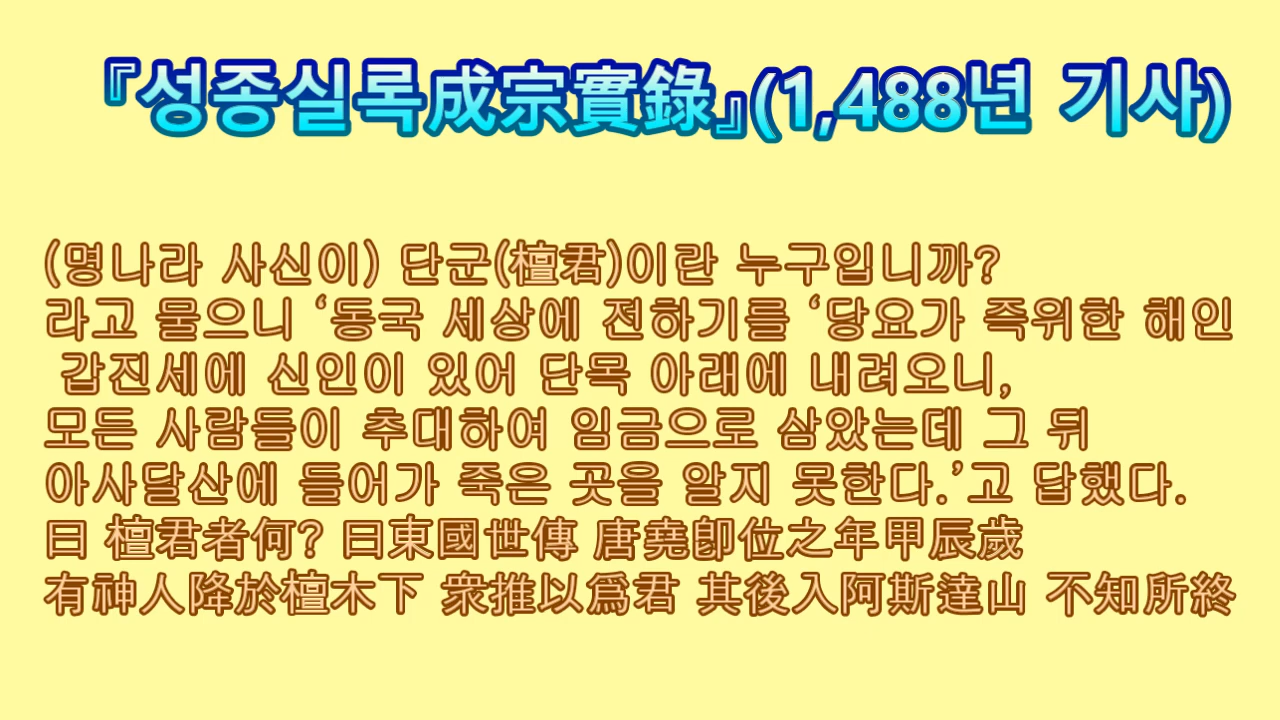 『성종실록成宗實錄』(1,488년 기사)
(명나라 사신이) 단군(檀君)이란 누구입니까?
라고 물으니 ‘동국 세상에 전하기를 ‘당요가 즉위한 해인
갑진세에 신인이 있어 단목 아래에 내려오니,
모든 사람들이 추대하여 임금으로 삼았는데 그 뒤
아사달산에 들어가 죽은 곳을 알지 못한다.’고 답했다.
曰 檀君者何? 曰東國世傳 唐堯卽位之年甲辰歲
有神人降於檀木下 衆推以爲君 其後入阿斯達山 不知所終